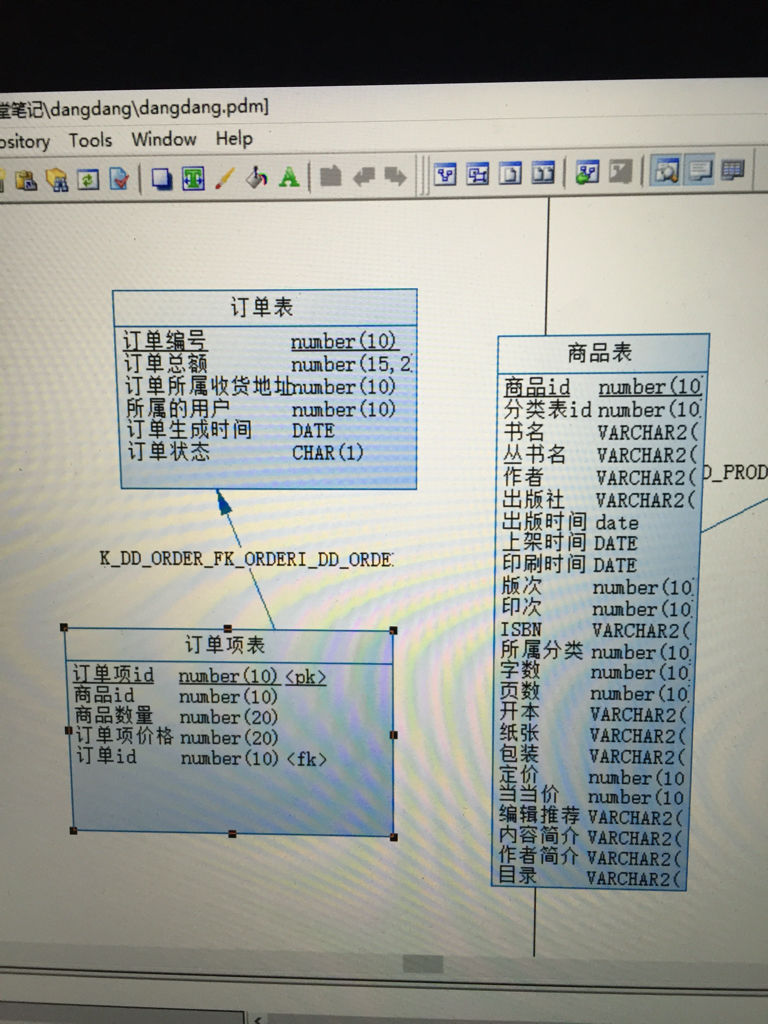 堂笔记\dangdang\dangdang.pdm]
ository Tools Window Help
订单表
订单编号 number(10)
订单总额 number(15,2
订单所属收货地址number(10)
所属的用户 number(10)
订单生成时间 DATE
订单状态 CHAR(1)
K_DD_ORDER_FK_ORDERI_DD_ORDE
订单项表
订单项id number(10) <pk>
商品id number(10)
商品数量 number(20)
订单项价格 number(20)
订单id number(10) <fk>
商品表
商品id number(10
分类表id number(10
书名 VARCHAR2(
丛书名 VARCHAR2(
作者 VARCHAR2(
出版社 VARCHAR2(
出版时间 date
上架时间 DATE
印刷时间 DATE
版次 number(10
印次 number(10
ISBN VARCHAR2(
所属分类 number(10
字数 number(10
页数 number(10
开本 VARCHAR2(
纸张 VARCHAR2(
包装 VARCHAR2(
定价 number(10
当当价 number(10
编辑推荐 VARCHAR2(
内容简介 VARCHAR2(
作者简介 VARCHAR2(
目录 VARCHAR2(
D_PROD